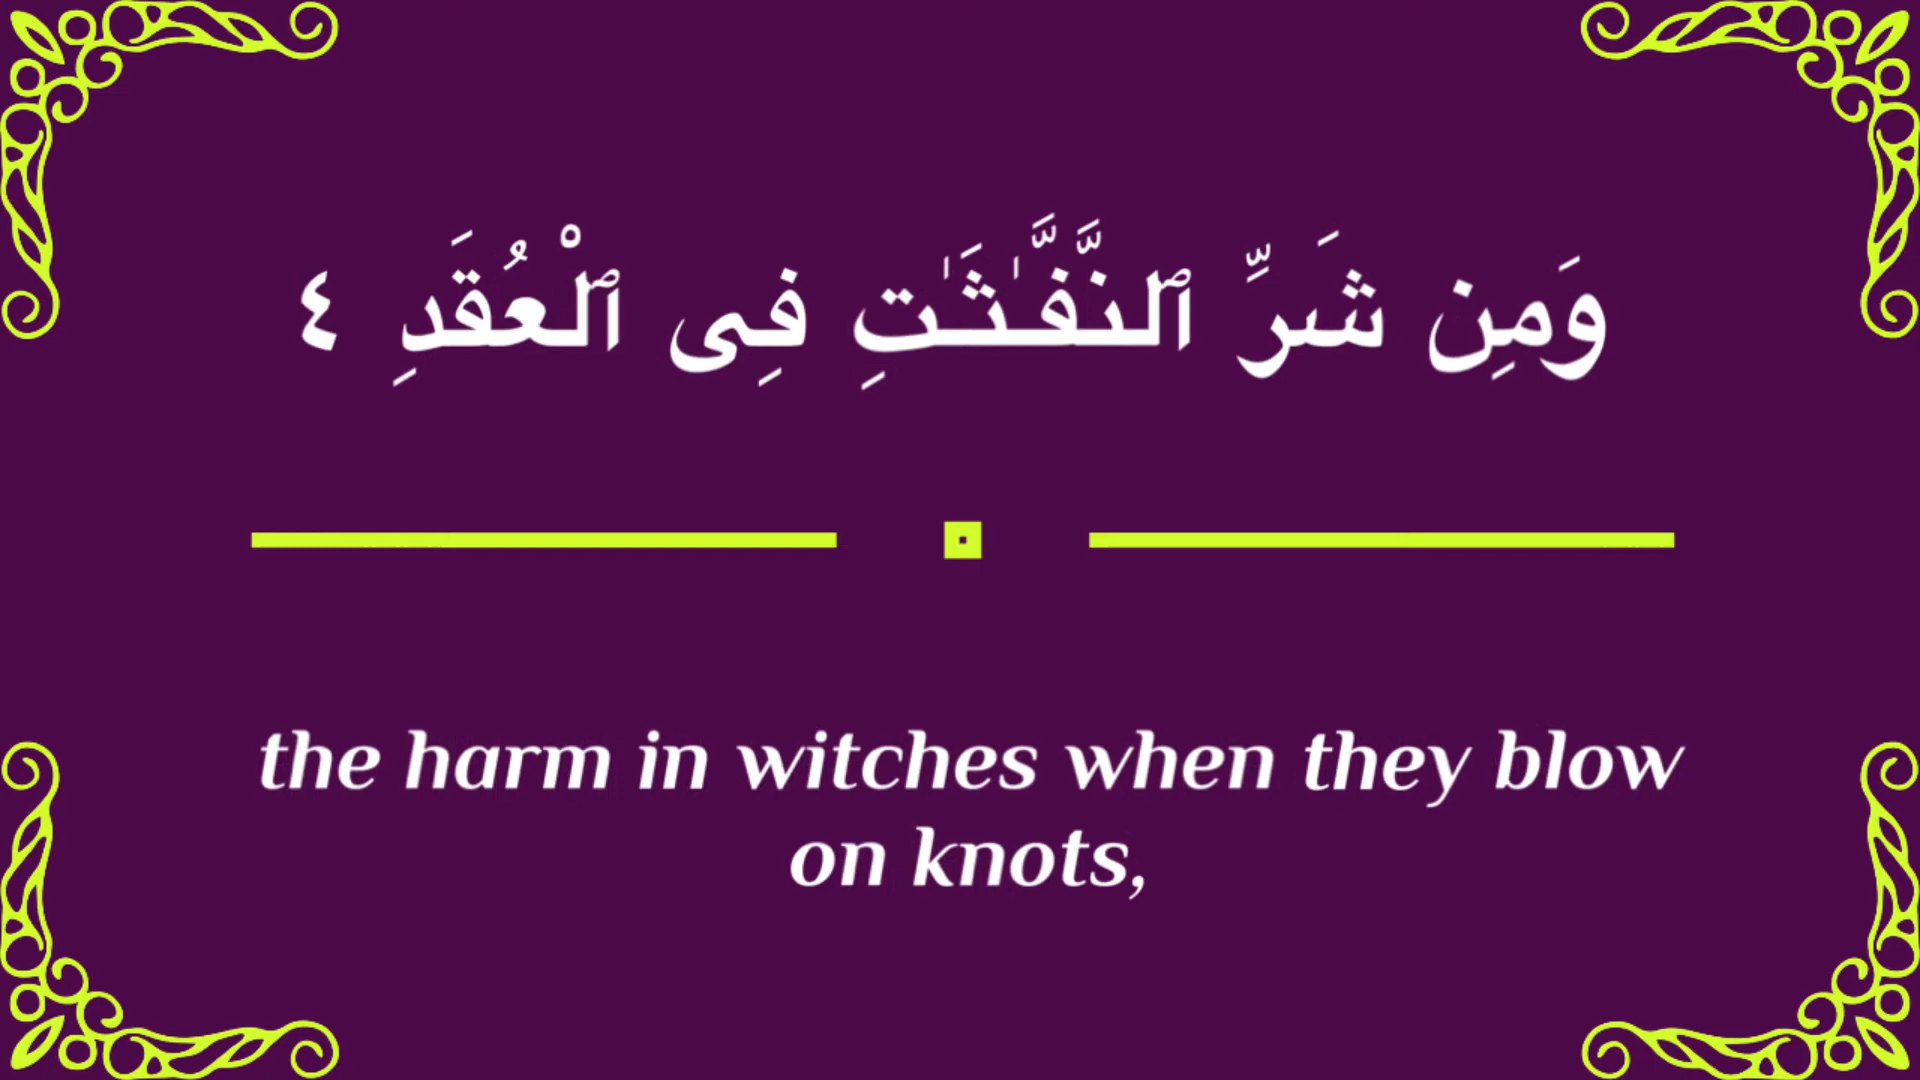 وَمِن شَرِّ ٱلنَّفَّـٰثَـٰتِ فِى ٱلْعُقَدِ ٤
the harm in witches when they blow
on knots,